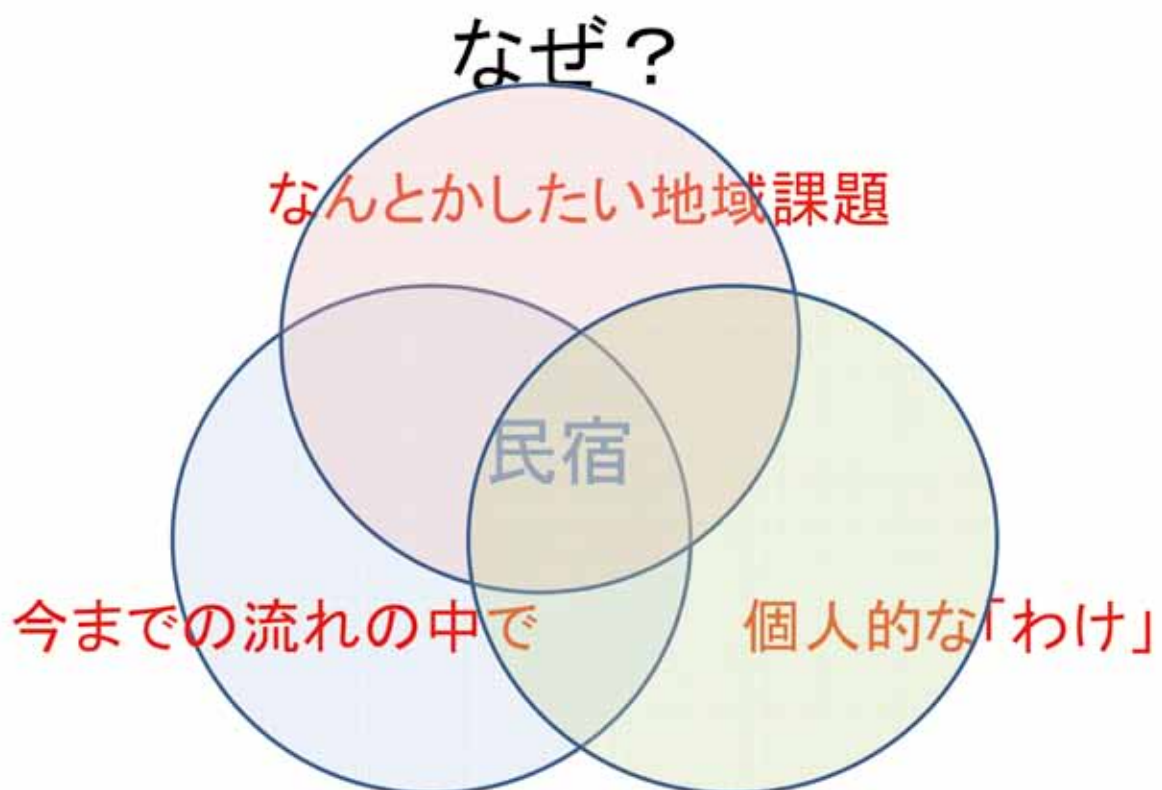 なぜ？
なんとかしたい地域課題
民宿
今までの流れの中で
個人的な「わけ」